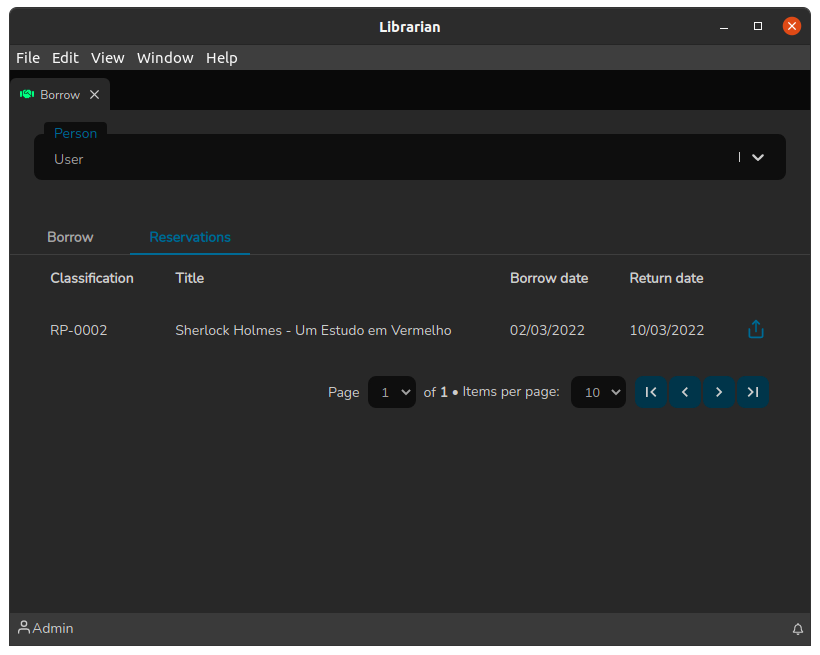 Librarian
File Edit View Window Help
Borrow
Person
User
Borrow Reservations
Classification Title Borrow date Return date
RP-0002 Sherlock Holmes - Um Estudo em Vermelho 02/03/2022 10/03/2022
Page 1 of 1 • Items per page: 10
Admin